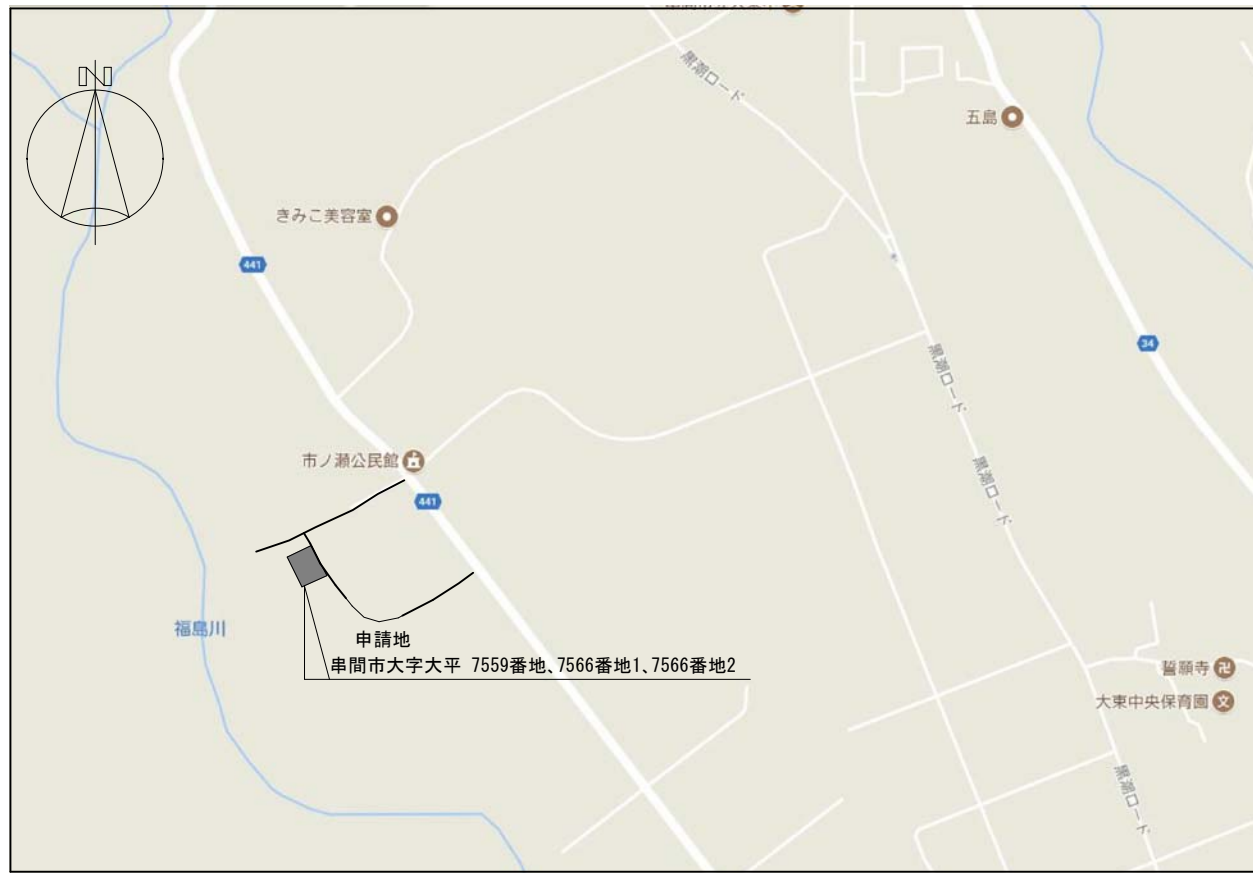 N
黒潮ロード
五島
きみこ美容室
441
黒潮ロード
34
市ノ瀬公民館
441
黒潮ロード
福島川
申請地
串間市大字大平 7559番地、7566番地1、7566番地2
誓願寺
大東中央保育園
黒潮ロード